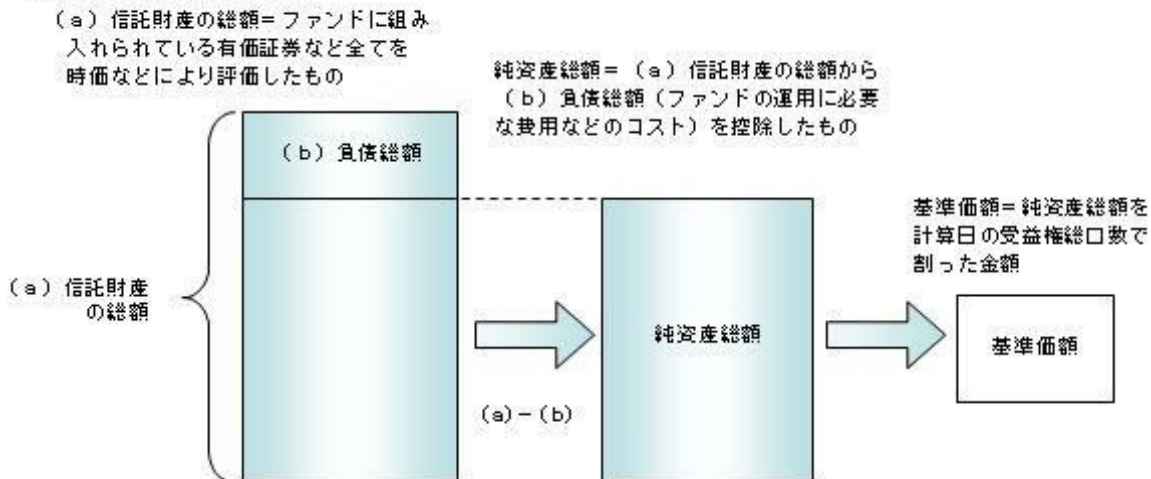 (a)信託財産の総額=ファンドに組み
入れられている有価証券など全てを
時価などにより評価したもの
純資産総額=(a)信託財産の総額から
(b)負債総額(ファンドの運用に必要
な費用などのコスト)を控除したもの
(b)負債総額
基準価額=純資産総額を
計算日の受益権総口数で
割った金額
(a)信託財産
の総額
純資産総額
基準価額
(a)-(b)